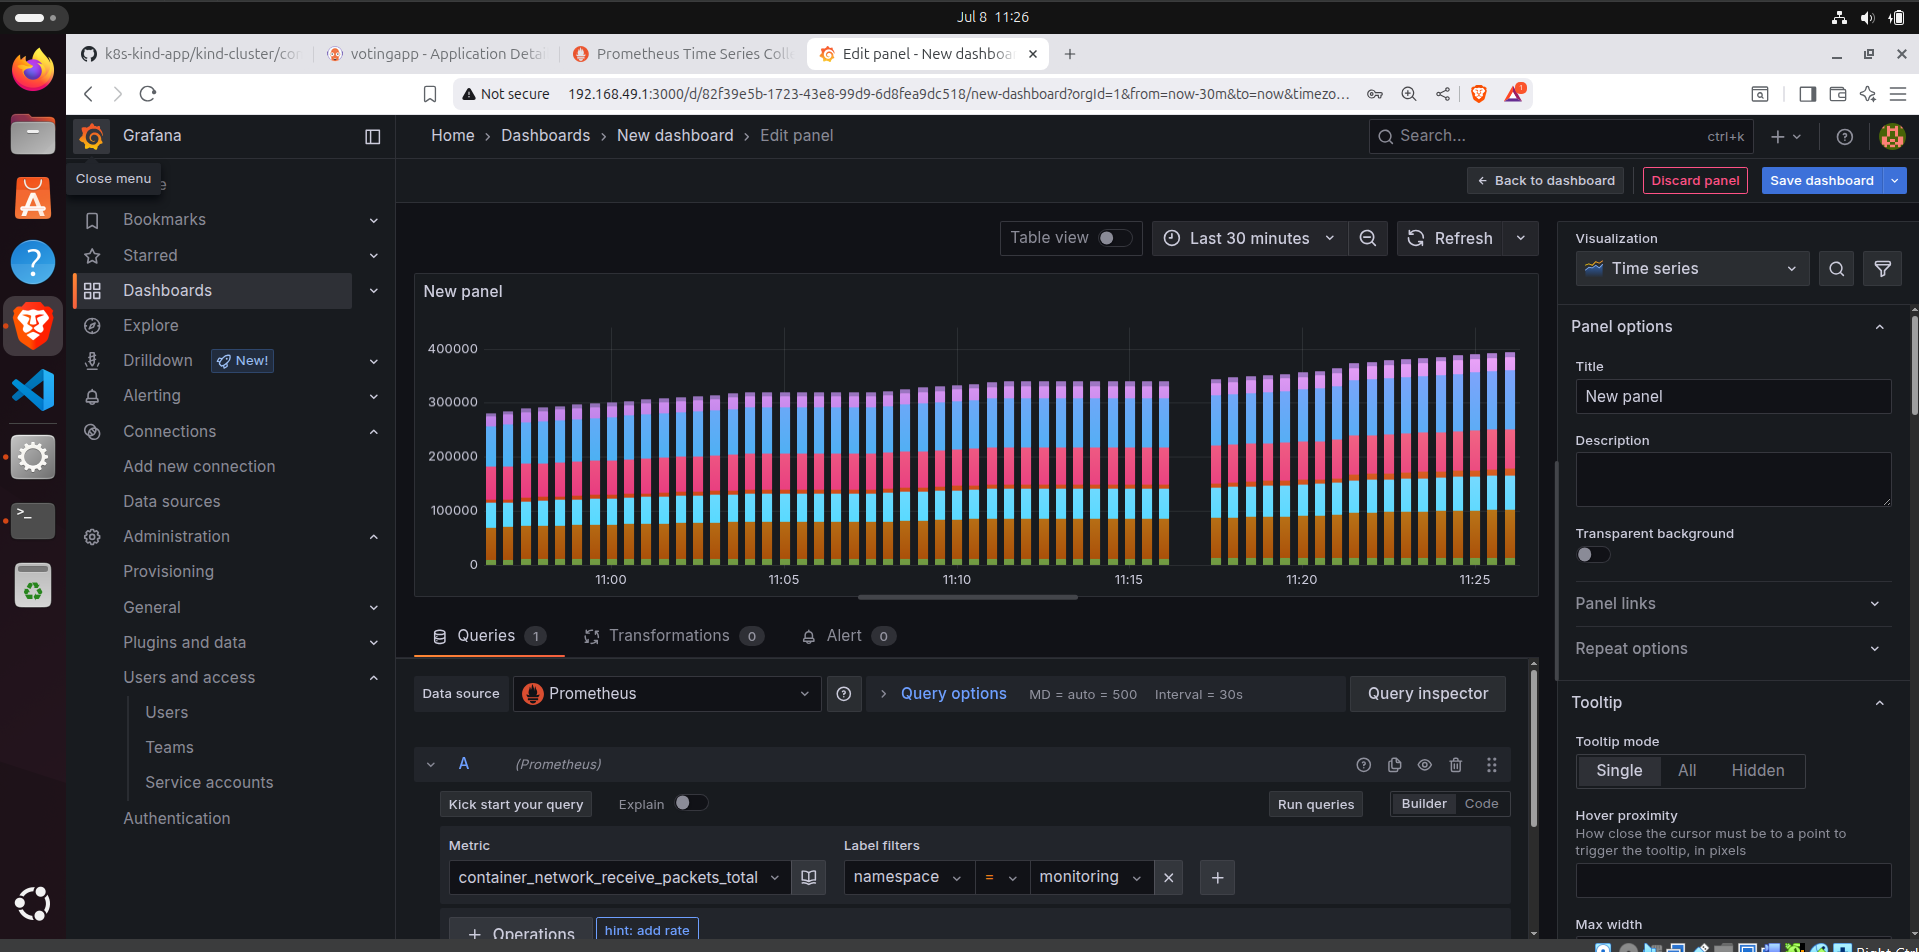 Jul 8 11:26
k8s-kind-app/kind-cluster/con
votingapp - Application Detai
Prometheus Time Series Colle
Edit panel - New dashboa
Not secure
192.168.49.1:3000/d/82f39e5b-1723-43e8-99d9-6d8fea9dc518/new-dashboard?orgId=1&from=now-30m&to=now&timezo...
1
Grafana
Home › Dashboards › New dashboard › Edit panel
Search...
ctrl+k
Close menu
e
Back to dashboard
Discard panel
Save dashboard
Bookmarks
Starred
Dashboards
Explore
Drilldown
New!
Alerting
Connections
Add new connection
Data sources
Administration
Provisioning
General
Plugins and data
Users and access
Users
Teams
Service accounts
Authentication
Table view
Last 30 minutes
Refresh
New panel
400000
300000
200000
100000
0
11:00
11:05
11:10
11:15
11:20
11:25
Queries 1
Transformations 0
Alert 0
Data source
Prometheus
Query options
MD = auto = 500
Interval = 30s
Query inspector
A
(Prometheus)
Kick start your query
Explain
Run queries
Builder
Code
Metric
container_network_receive_packets_total
Label filters
namespace
=
monitoring
+ Operations
hint: add rate
Visualization
Time series
Panel options
Title
New panel
Description
Transparent background
Panel links
Repeat options
Tooltip
Tooltip mode
Single
All
Hidden
Hover proximity
How close the cursor must be to a point to
trigger the tooltip, in pixels
Max width
Right Ctrl